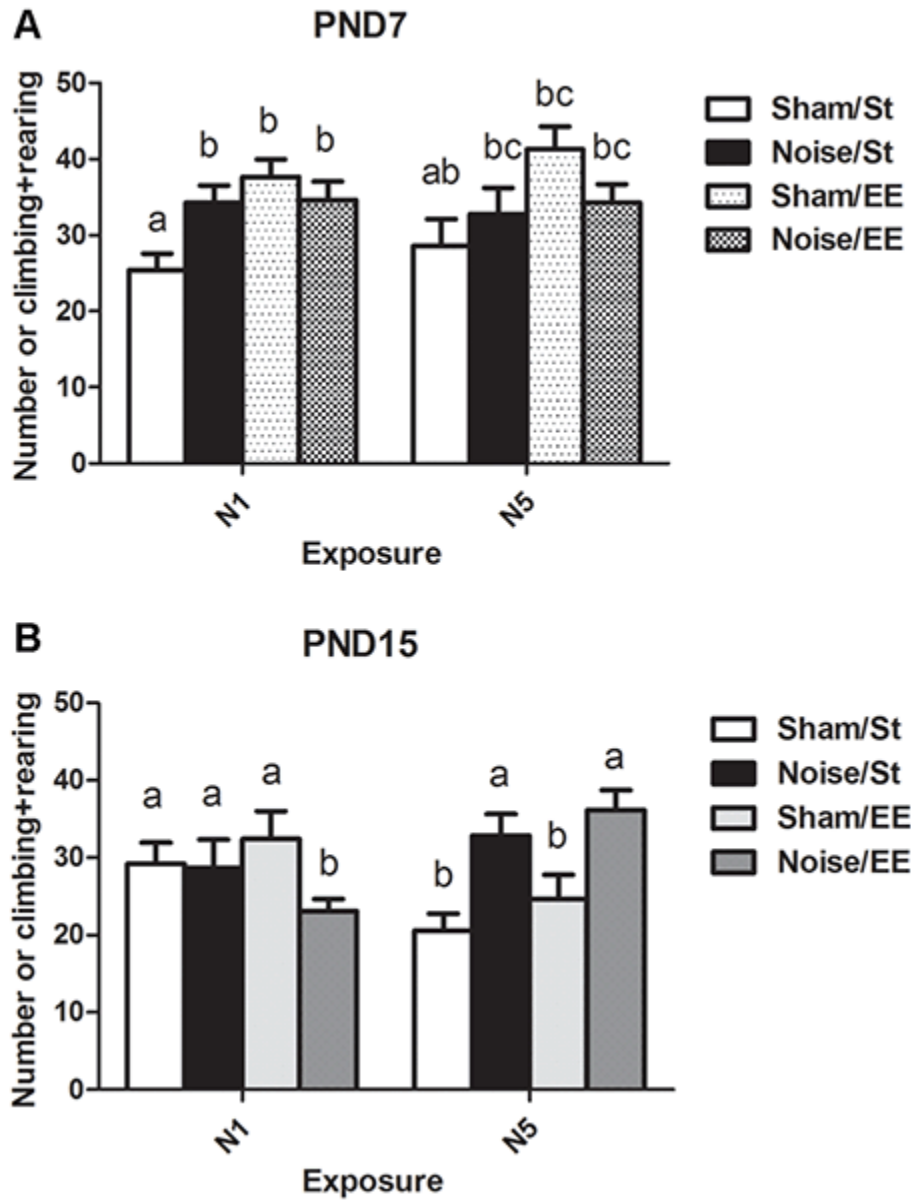 A
PND7
Number or climbing+rearing
50
40
30
20
10
0
a
b
b
b
ab
bc
bc
bc
N1
N5
Exposure
Sham/St
Noise/St
Sham/EE
Noise/EE
B
PND15
Number or climbing+rearing
50
40
30
20
10
0
a
a
a
b
b
a
b
a
N1
N5
Exposure
Sham/St
Noise/St
Sham/EE
Noise/EE